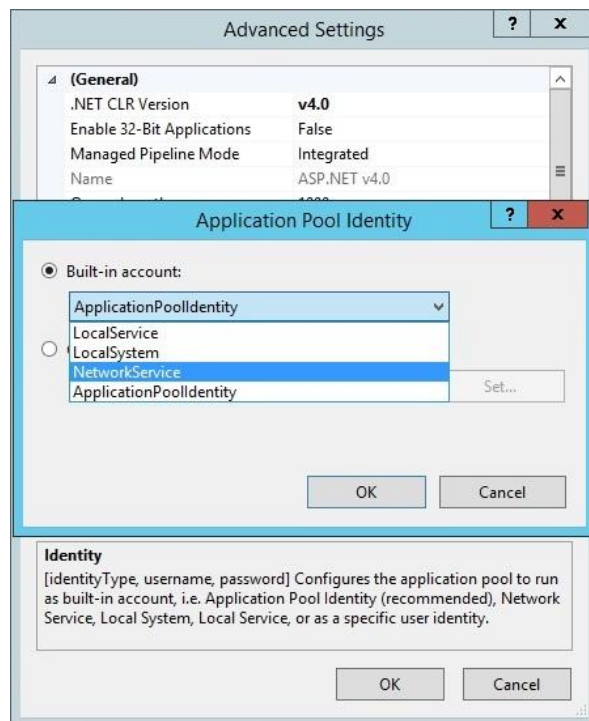 Advanced Settings
? x
(General)
.NET CLR Version v4.0
Enable 32-Bit Applications False
Managed Pipeline Mode Integrated
Name ASP.NET v4.0
Application Pool Identity
? x
Built-in account:
ApplicationPoolIdentity
LocalService
LocalSystem
NetworkService
ApplicationPoolIdentity
Set...
OK Cancel
Identity
[identityType, username, password] Configures the application pool to run
as built-in account, i.e. Application Pool Identity (recommended), Network
Service, Local System, Local Service, or as a specific user identity.
OK Cancel